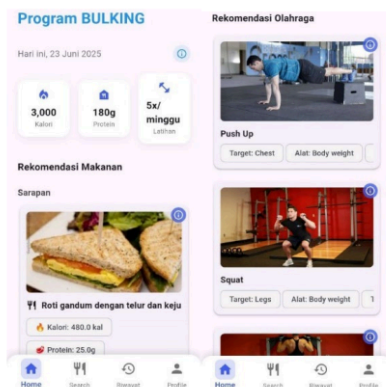 Program BULKING
Hari ini, 23 Juni 2025
3,000
Kalori
180g
Protein
5x/
minggu
Latihan
Rekomendasi Makanan
Sarapan
Roti gandum dengan telur dan keju
Kalori: 480.0 kal
Protein: 25.0g
Home
Search
Riwayat
Profile
Rekomendasi Olahraga
Push Up
Target: Chest
Alat: Body weight
Squat
Target: Legs
Alat: Body weight
Home
Search
Riwayat
Profile